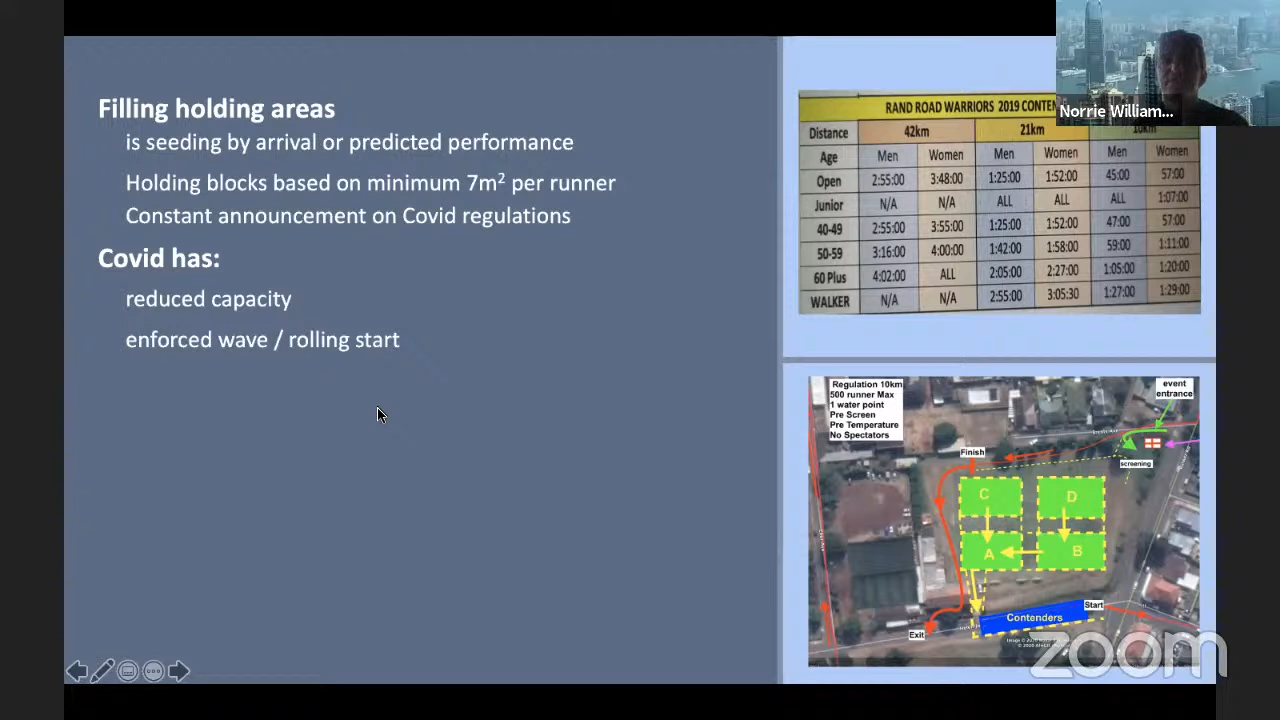 Filling holding areas
is seeding by arrival or predicted performance
Holding blocks based on minimum 7m² per runner
Constant announcement on Covid regulations
Covid has:
reduced capacity
enforced wave / rolling start
Norrie William...
RAND ROAD WARRIORS 2019
Distance 42km 21km 10km
Age Men Women Men Women Men Women
Open 2:55:00 3:48:00 1:25:00 1:52:00 45:00 57:00
Junior N/A N/A ALL ALL ALL 1:07:00
40-49 2:55:00 3:55:00 1:25:00 1:52:00 47:00 57:00
50-59 3:16:00 4:00:00 1:42:00 1:58:00 59:00 1:11:00
60 Plus 4:02:00 ALL 2:05:00 2:27:00 1:05:00 1:20:00
WALKER N/A N/A 2:55:00 3:05:30 1:27:00 1:29:00
Regulation 10km
500 runner Max
1 water point
Pre Screen
Pre Temperature
No Spectators
event
entrance
screening
Finish
C D
A B
Start
Contenders
Exit
zoom